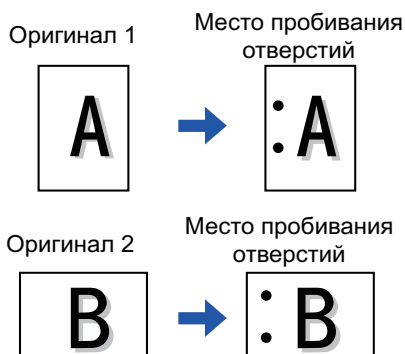 Оригинал 1
Место пробивания
отверстий
A
:A
Оригинал 2
Место пробивания
отверстий
B
:B